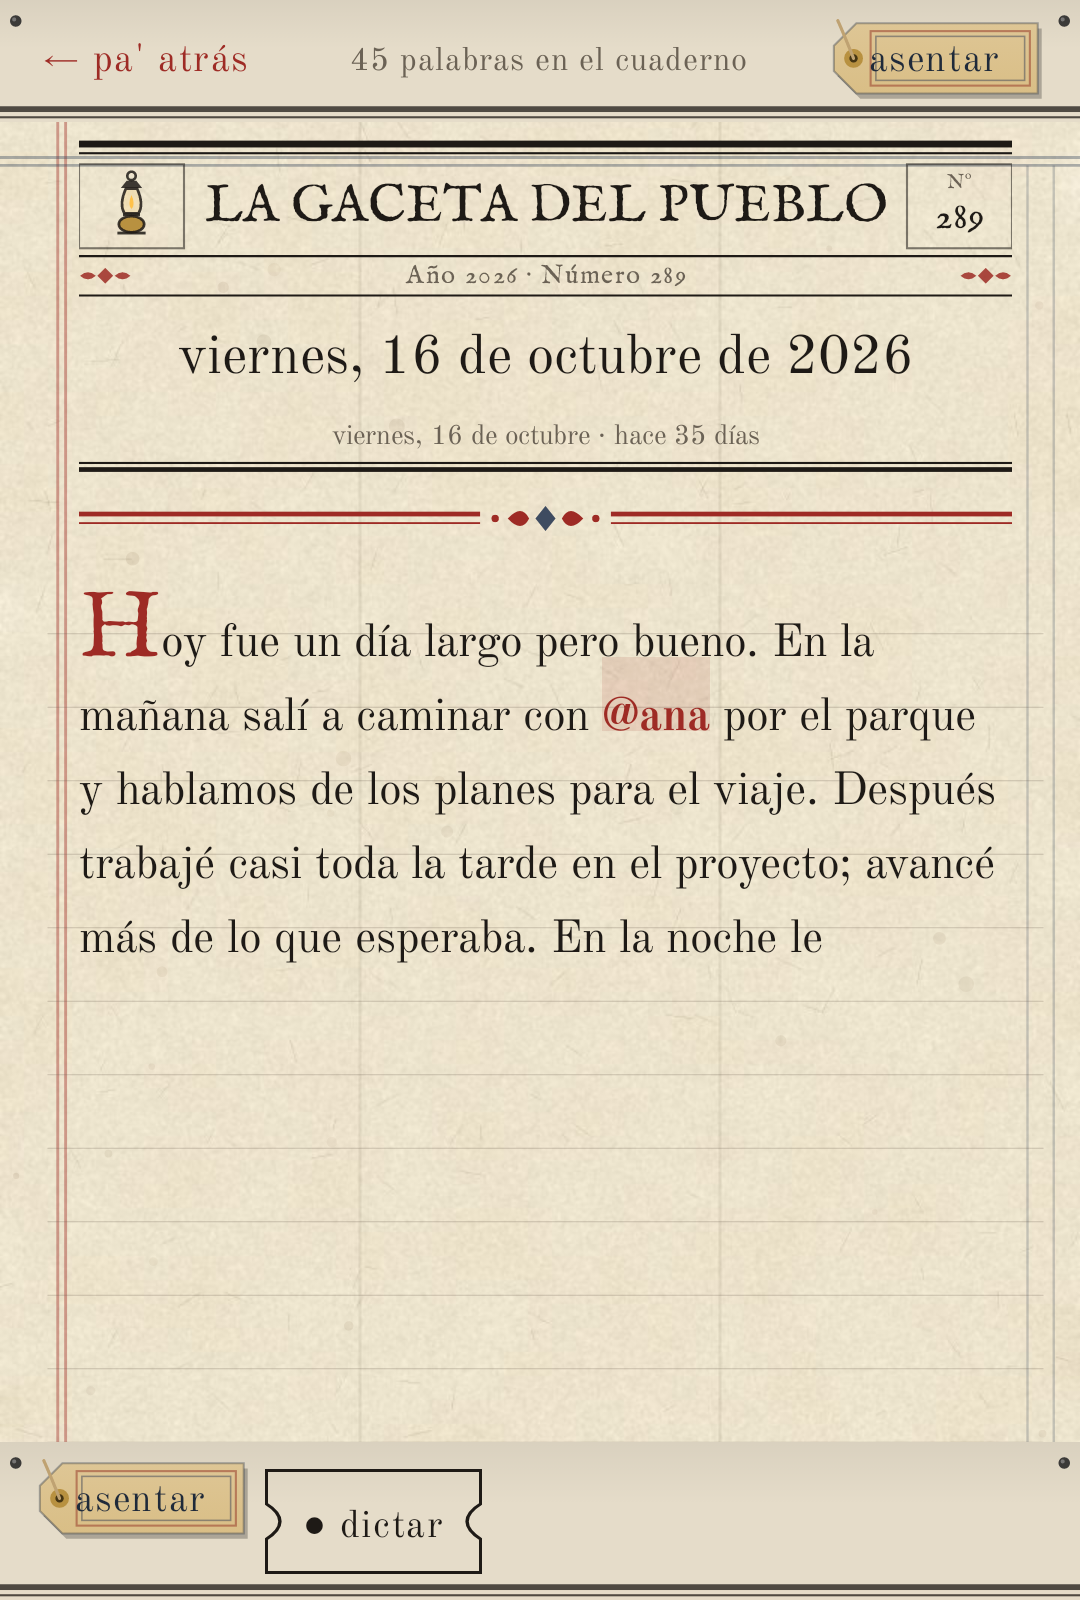 ← pa' atrás
45 palabras en el cuaderno
asentar
LA GACETA DEL PUEBLO
Nº
289
Año 2026 · Número 289
viernes, 16 de octubre de 2026
viernes, 16 de octubre · hace 35 días
Hoy fue un día largo pero bueno. En la
mañana salí a caminar con @ana por el parque
y hablamos de los planes para el viaje. Después
trabajé casi toda la tarde en el proyecto; avancé
más de lo que esperaba. En la noche le
asentar
● dictar